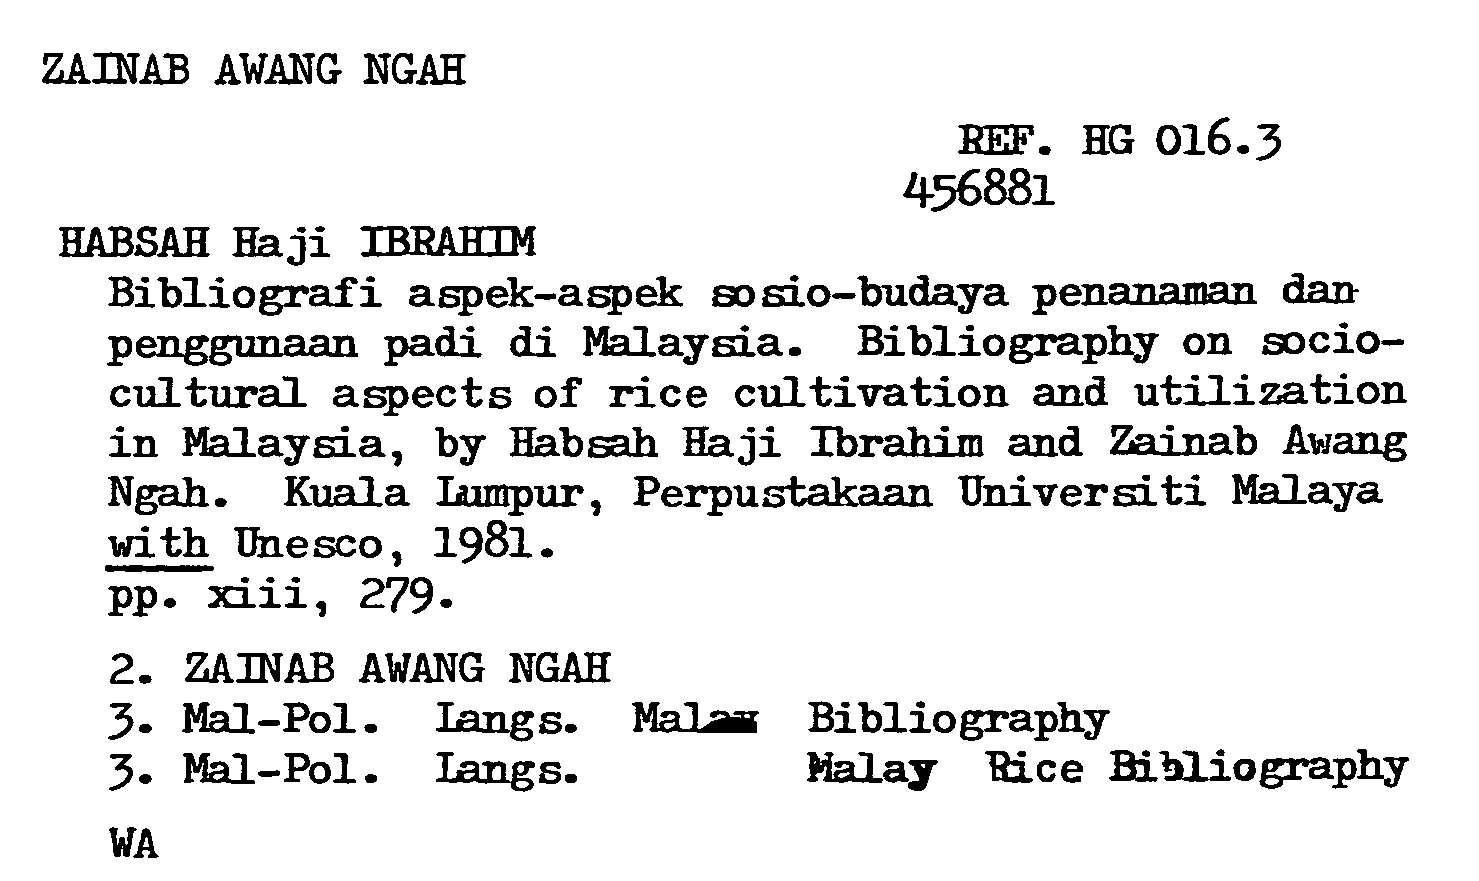 ZAINAB AWANG NGAH
REF. HG 016.3
456881
HABSAH Haji IBRAHIM
Bibliografi aspek-aspek sosio-budaya penanaman dan
penggunaan padi di Malaysia. Bibliography on socio-
cultural aspects of rice cultivation and utilization
in Malaysia, by Habsah Haji Ibrahim and Zainab Awang
Ngah. Kuala Lumpur, Perpustakaan Universiti Malaya
with Unesco, 1981.
pp. xiii, 279.
2. ZAINAB AWANG NGAH
3. Mal-Pol. Langs. Malay Bibliography
3. Mal-Pol. Langs. Malay Rice Bibliography
WA